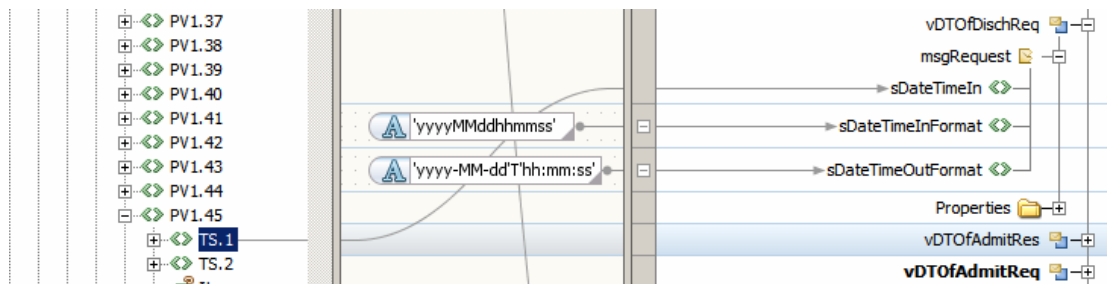 PV1.37
PV1.38
PV1.39
PV1.40
PV1.41
PV1.42
PV1.43
PV1.44
PV1.45
TS.1
TS.2
'yyyyMMddhhmmss'
'yyyy-MM-dd'T'hh:mm:ss'
vDTOfDischReq
msgRequest
sDateTimeIn
sDateTimeInFormat
sDateTimeOutFormat
Properties
vDTOfAdmitRes
vDTOfAdmitReq